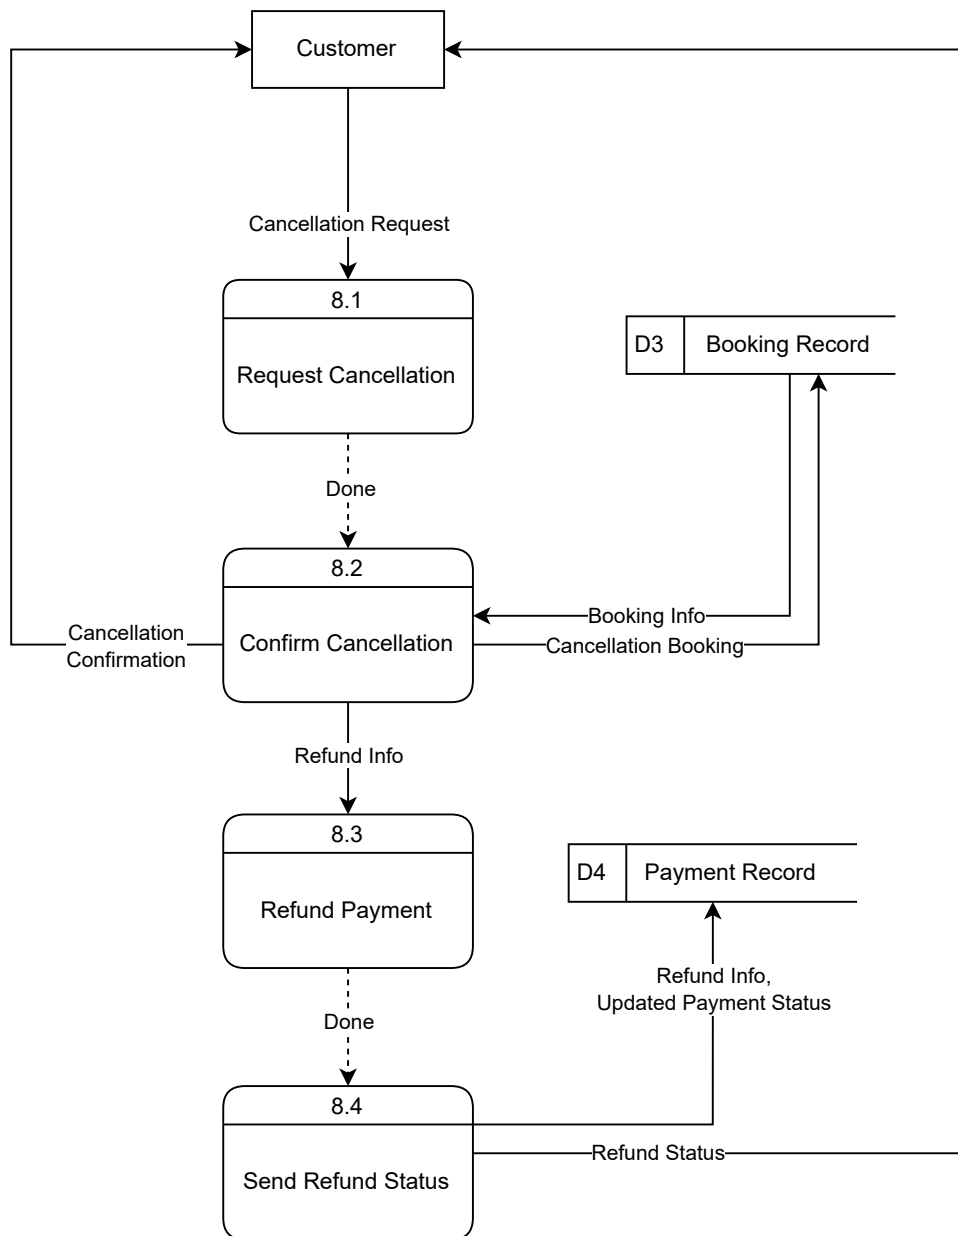 Customer
Cancellation Request
8.1
Request Cancellation
D3
Booking Record
Done
8.2
Confirm Cancellation
Booking Info
Cancellation Booking
Cancellation
Confirmation
Refund Info
8.3
Refund Payment
D4
Payment Record
Refund Info,
Updated Payment Status
Done
8.4
Send Refund Status
Refund Status